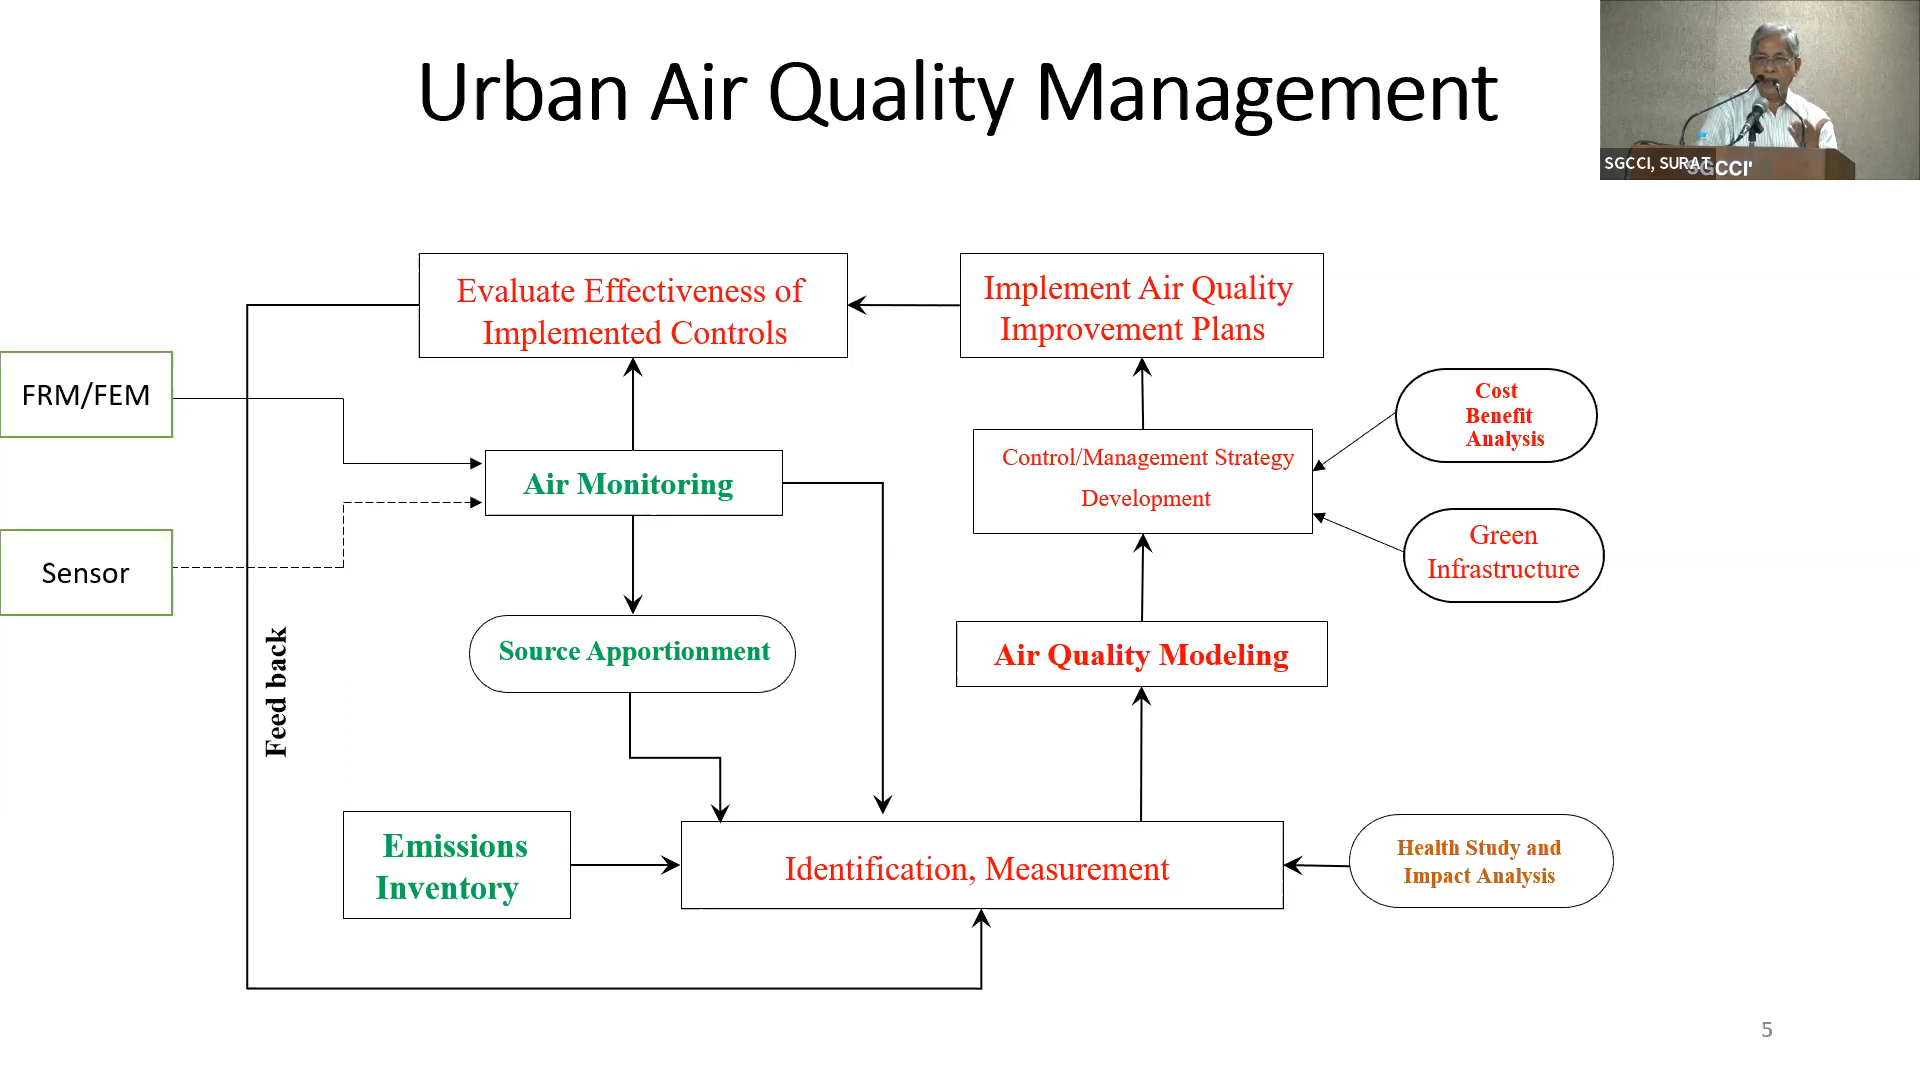 Urban Air Quality Management
SGCCI, SURAT
SGCCI
Evaluate Effectiveness of
Implemented Controls
Implement Air Quality
Improvement Plans
FRM/FEM
Cost
Benefit
Analysis
Control/Management Strategy
Development
Air Monitoring
Green
Infrastructure
Sensor
Source Apportionment
Air Quality Modeling
Feed back
Emissions
Inventory
Identification, Measurement
Health Study and
Impact Analysis
5